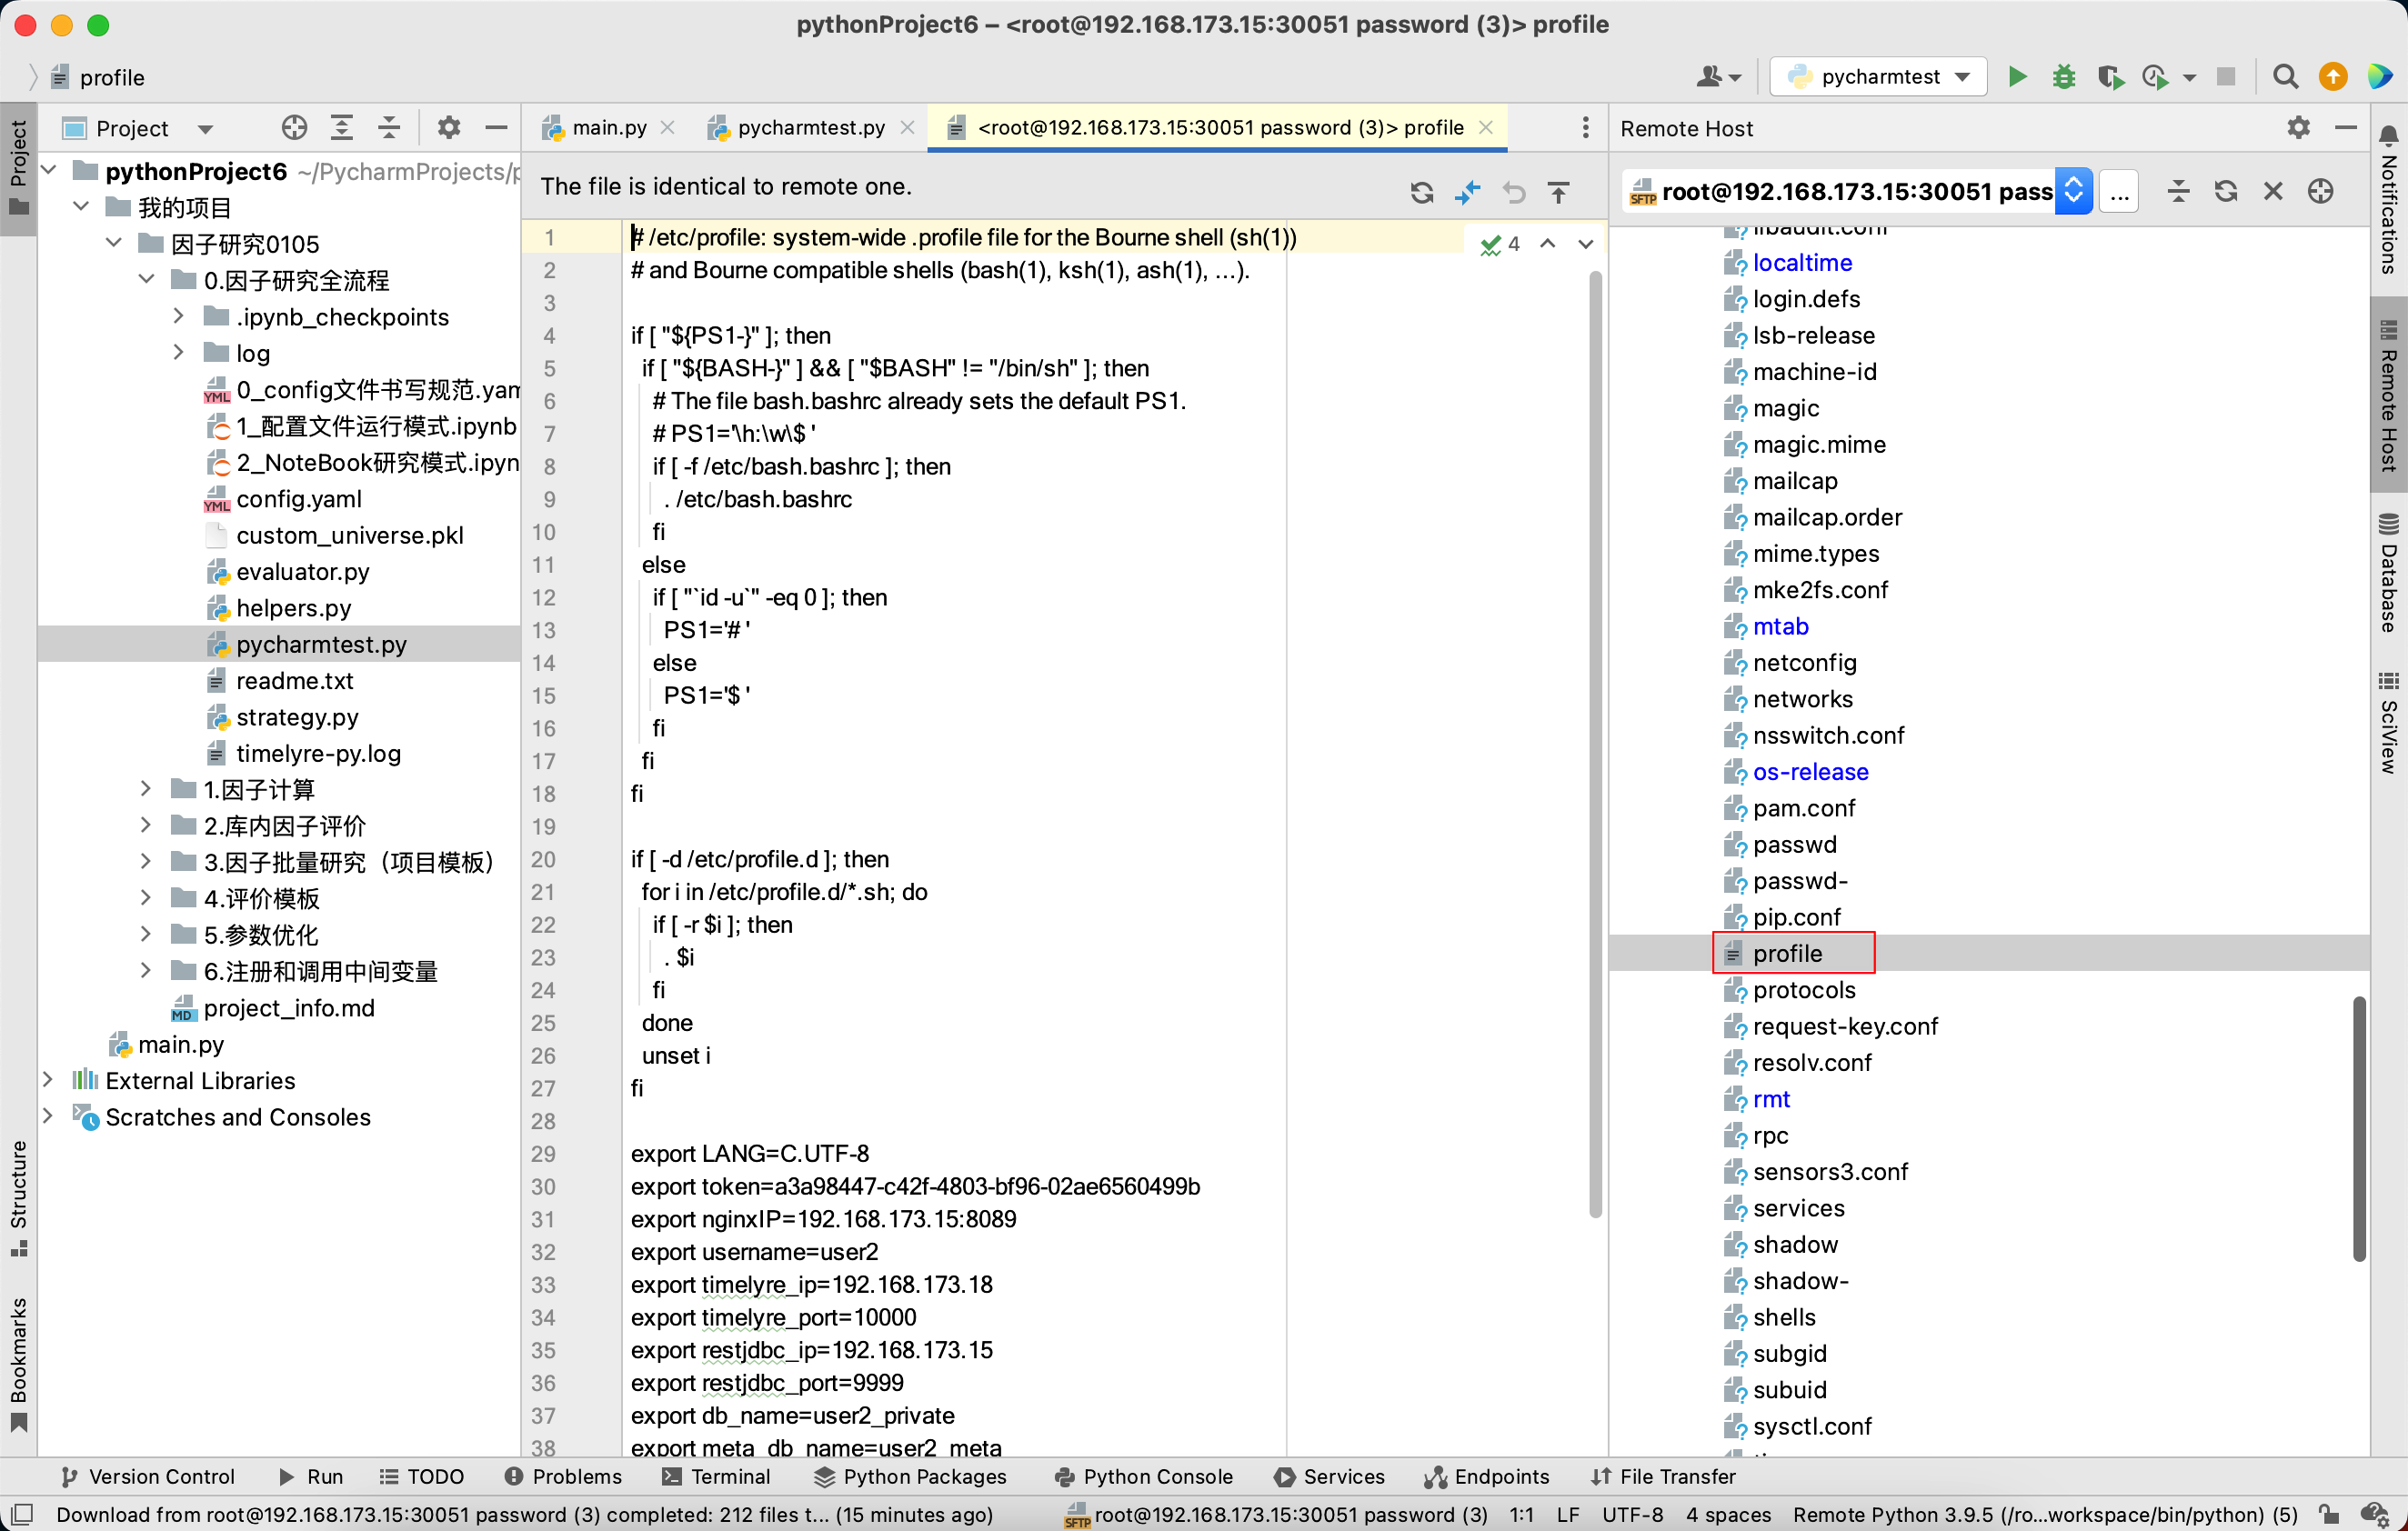 pythonProject6 – <root@192.168.173.15:30051 password (3)> profile
profile
pycharmtest
Project
Project
main.py
pycharmtest.py
<root@192.168.173.15:30051 password (3)> profile
Remote Host
pythonProject6 ~/PycharmProjects/p
我的项目
因子研究0105
0.因子研究全流程
.ipynb_checkpoints
log
YML 0_config文件书写规范.yam
1_配置文件运行模式.ipynb
2_NoteBook研究模式.ipyn
YML config.yaml
custom_universe.pkl
evaluator.py
helpers.py
pycharmtest.py
readme.txt
strategy.py
timelyre-py.log
1.因子计算
2.库内因子评价
3.因子批量研究（项目模板）
4.评价模板
5.参数优化
6.注册和调用中间变量
MD project_info.md
main.py
External Libraries
Scratches and Consoles
Structure
Bookmarks
The file is identical to remote one.
4
1 # /etc/profile: system-wide .profile file for the Bourne shell (sh(1))
2 # and Bourne compatible shells (bash(1), ksh(1), ash(1), ...).
3
4 if [ "${PS1-}" ]; then
5 if [ "${BASH-}" ] && [ "$BASH" != "/bin/sh" ]; then
6 # The file bash.bashrc already sets the default PS1.
7 # PS1='\h:\w\$ '
8 if [ -f /etc/bash.bashrc ]; then
9 . /etc/bash.bashrc
10 fi
11 else
12 if [ "`id -u`" -eq 0 ]; then
13 PS1='# '
14 else
15 PS1='$ '
16 fi
17 fi
18 fi
19
20 if [ -d /etc/profile.d ]; then
21 for i in /etc/profile.d/*.sh; do
22 if [ -r $i ]; then
23 . $i
24 fi
25 done
26 unset i
27 fi
28
29 export LANG=C.UTF-8
30 export token=a3a98447-c42f-4803-bf96-02ae6560499b
31 export nginxIP=192.168.173.15:8089
32 export username=user2
33 export timelyre_ip=192.168.173.18
34 export timelyre_port=10000
35 export restjdbc_ip=192.168.173.15
36 export restjdbc_port=9999
37 export db_name=user2_private
38 export meta_db_name=user2_meta
SFTP root@192.168.173.15:30051 pass
...
libaudit.conf
localtime
login.defs
lsb-release
machine-id
magic
magic.mime
mailcap
mailcap.order
mime.types
mke2fs.conf
mtab
netconfig
networks
nsswitch.conf
os-release
pam.conf
passwd
passwd-
pip.conf
profile
protocols
request-key.conf
resolv.conf
rmt
rpc
sensors3.conf
services
shadow
shadow-
shells
subgid
subuid
sysctl.conf
Notifications
Remote Host
Database
SciView
Version Control
Run
TODO
Problems
Terminal
Python Packages
Python Console
Services
Endpoints
File Transfer
Download from root@192.168.173.15:30051 password (3) completed: 212 files t... (15 minutes ago)
SFTP root@192.168.173.15:30051 password (3)
1:1
LF
UTF-8
4 spaces
Remote Python 3.9.5 (/ro...workspace/bin/python) (5)